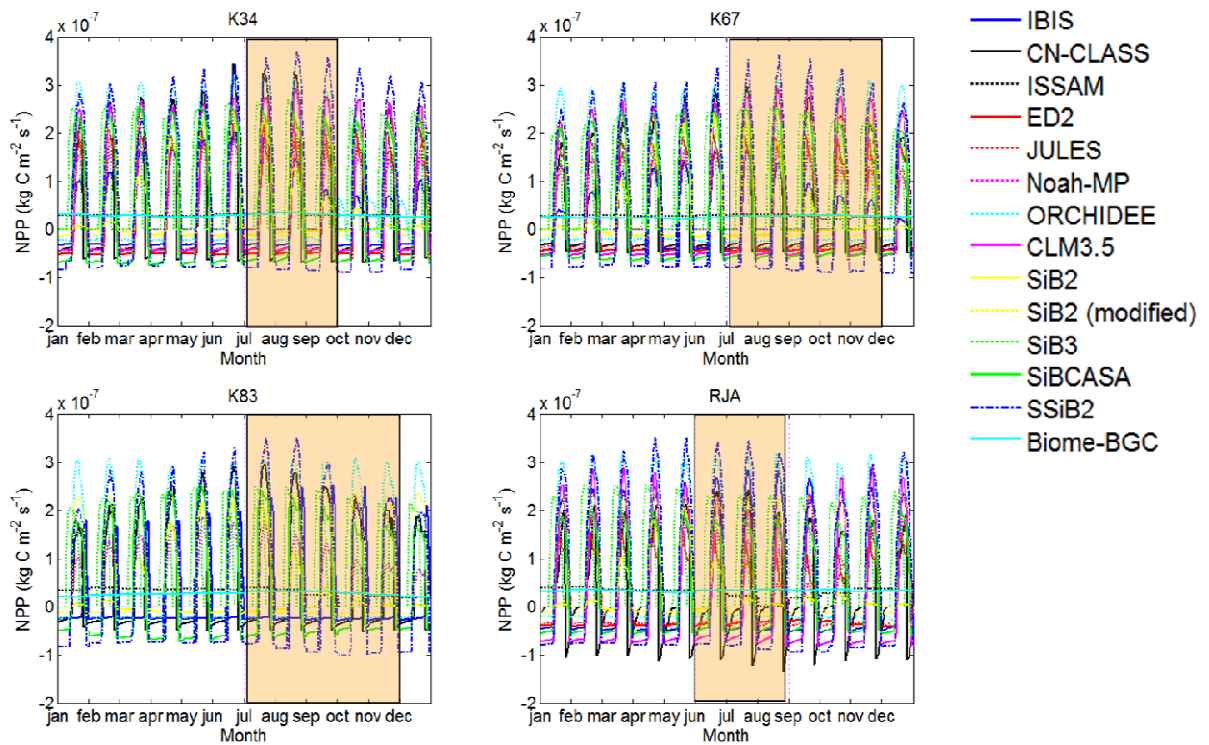 K34
x 10⁻⁷
4
3
2
1
0
-1
-2
NPP (kg C m⁻² s⁻¹)
jan feb mar apr may jun jul aug sep oct nov dec
Month
K67
x 10⁻⁷
4
3
2
1
0
-1
-2
NPP (kg C m⁻² s⁻¹)
jan feb mar apr may jun jul aug sep oct nov dec
Month
IBIS
CN-CLASS
ISSAM
ED2
JULES
Noah-MP
ORCHIDEE
CLM3.5
SiB2
SiB2 (modified)
SiB3
SiBCASA
SSiB2
Biome-BGC
K83
x 10⁻⁷
4
3
2
1
0
-1
-2
NPP (kg C m⁻² s⁻¹)
jan feb mar apr may jun jul aug sep oct nov dec
Month
RJA
x 10⁻⁷
4
3
2
1
0
-1
-2
NPP (kg C m⁻² s⁻¹)
jan feb mar apr may jun jul aug sep oct nov dec
Month